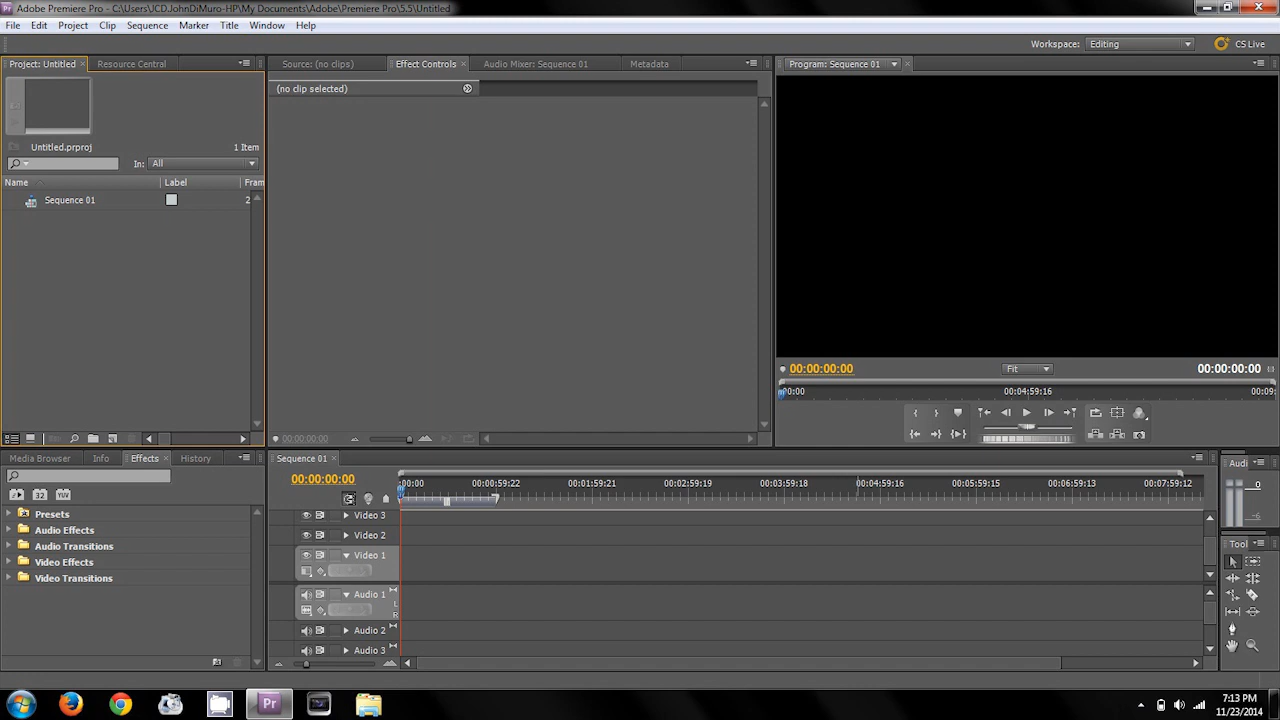 Adobe Premiere Pro - C:\Users\JCD.JohnDiMuro-HP\My Documents\Adobe\Premiere Pro\5.5\Untitled
File Edit Project Clip Sequence Marker Title Window Help
Workspace: Editing CS Live
Project: Untitled Resource Central
Source: (no clips) Effect Controls Audio Mixer: Sequence 01 Metadata
Program: Sequence 01
(no clip selected)
Untitled.prproj 1 Item
In: All
Name Label Fram
Sequence 01 2
00:00:00:00
00:00:00:00 Fit 00:00:00:00
00:00 00:04:59:16 00:09:
Media Browser Info Effects History
32 YUV
Presets
Audio Effects
Audio Transitions
Video Effects
Video Transitions
Sequence 01
00:00:00:00
00:00 00:00:59:22 00:01:59:21 00:02:59:19 00:03:59:18 00:04:59:16 00:05:59:15 00:06:59:13 00:07:59:12
Video 3
Video 2
Video 1
Audio 1
L
R
Audio 2
Audio 3
Audi
0
-6
Tool
Pr
7:13 PM
11/23/2014